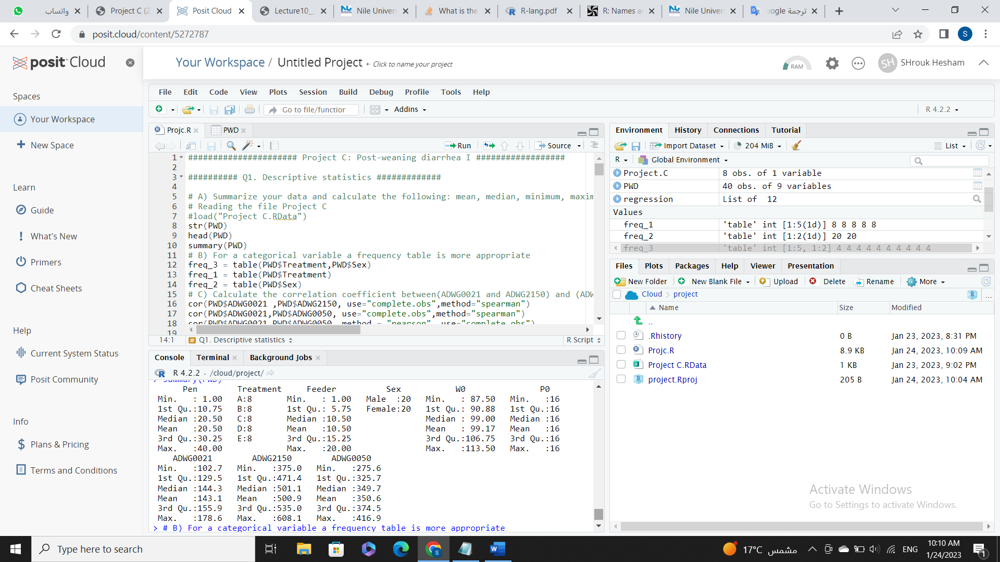 واتساب
Project C (2
Posit Cloud
Lecture10_
Nile Univers
What is the
R-lang.pdf
R: Names a
Nile Univer
oogle ترجمة
posit.cloud/content/5272787
S
posit Cloud
Your Workspace / Untitled Project ← Click to name your project
RAM
SH SHrouk Hesham
Spaces
Your Workspace
New Space
Learn
Guide
What's New
Primers
Cheat Sheets
Help
Current System Status
Posit Community
Info
Plans & Pricing
Terms and Conditions
File Edit Code View Plots Session Build Debug Profile Tools Help
Go to file/function Addins R 4.2.2
Projc.R PWD
Run Source
1 ###################### Project C: Post-weaning diarrhea I ##################
2
3 ########## Q1. Descriptive statistics #############
4
5 # A) Summarize your data and calculate the following: mean, median, minimum, maxim
6 # Reading the file Project C
7 #load("Project C.RData")
8 str(PWD)
9 head(PWD)
10 summary(PWD)
11 # B) For a categorical variable a frequency table is more appropriate
12 freq_3 = table(PWD$Treatment,PWD$Sex)
13 freq_1 = table(PWD$Treatment)
14 freq_2 = table(PWD$Sex)
15 # C) Calculate the correlation coefficient between(ADWG0021 and ADWG2150) and (ADW
16 cor(PWD$ADWG0021 ,PWD$ADWG2150, use="complete.obs",method="spearman")
17 cor(PWD$ADWG0021,PWD$ADWG0050, use="complete.obs",method="spearman")
18 cor(PWD$ADWG0021,PWD$ADWG0050, method = "pearson", use="complete.obs")
19
14:1 # Q1. Descriptive statistics R Script
Console Terminal Background Jobs
R 4.2.2 · /cloud/project/
> summary(PWD)
Pen Treatment Feeder Sex W0 P0
Min. : 1.00 A:8 Min. : 1.00 Male :20 Min. : 87.50 Min. :16
1st Qu.:10.75 B:8 1st Qu.: 5.75 Female:20 1st Qu.: 90.88 1st Qu.:16
Median :20.50 C:8 Median :10.50 Median : 99.00 Median :16
Mean :20.50 D:8 Mean :10.50 Mean : 99.17 Mean :16
3rd Qu.:30.25 E:8 3rd Qu.:15.25 3rd Qu.:106.75 3rd Qu.:16
Max. :40.00 Max. :20.00 Max. :113.50 Max. :16
ADWG0021 ADWG2150 ADWG0050
Min. :102.7 Min. :375.0 Min. :275.6
1st Qu.:129.5 1st Qu.:471.4 1st Qu.:325.7
Median :144.3 Median :501.1 Median :349.7
Mean :143.1 Mean :500.9 Mean :350.6
3rd Qu.:155.9 3rd Qu.:535.0 3rd Qu.:374.5
Max. :178.6 Max. :608.1 Max. :416.9
> # B) For a categorical variable a frequency table is more appropriate
Environment History Connections Tutorial
Import Dataset 204 MiB List
R Global Environment
Project.C 8 obs. of 1 variable
PWD 40 obs. of 9 variables
regression List of 12
Values
freq_1 'table' int [1:5(1d)] 8 8 8 8 8
freq_2 'table' int [1:2(1d)] 20 20
freq_3 'table' int [1:5, 1:2] 4 4 4 4 4 4 4 4 4 4
Files Plots Packages Help Viewer Presentation
New Folder New Blank File Upload Delete Rename More
Cloud project R ...
Name Size Modified
..
.Rhistory 0 B Jan 23, 2023, 8:31 PM
Projc.R 8.9 KB Jan 24, 2023, 10:09 AM
Project C.RData 1 KB Jan 23, 2023, 9:02 PM
project.Rproj 205 B Jan 24, 2023, 10:04 AM
Activate Windows
Go to Settings to activate Windows.
Type here to search
17°C مشمس
ENG
10:10 AM
1/24/2023
1